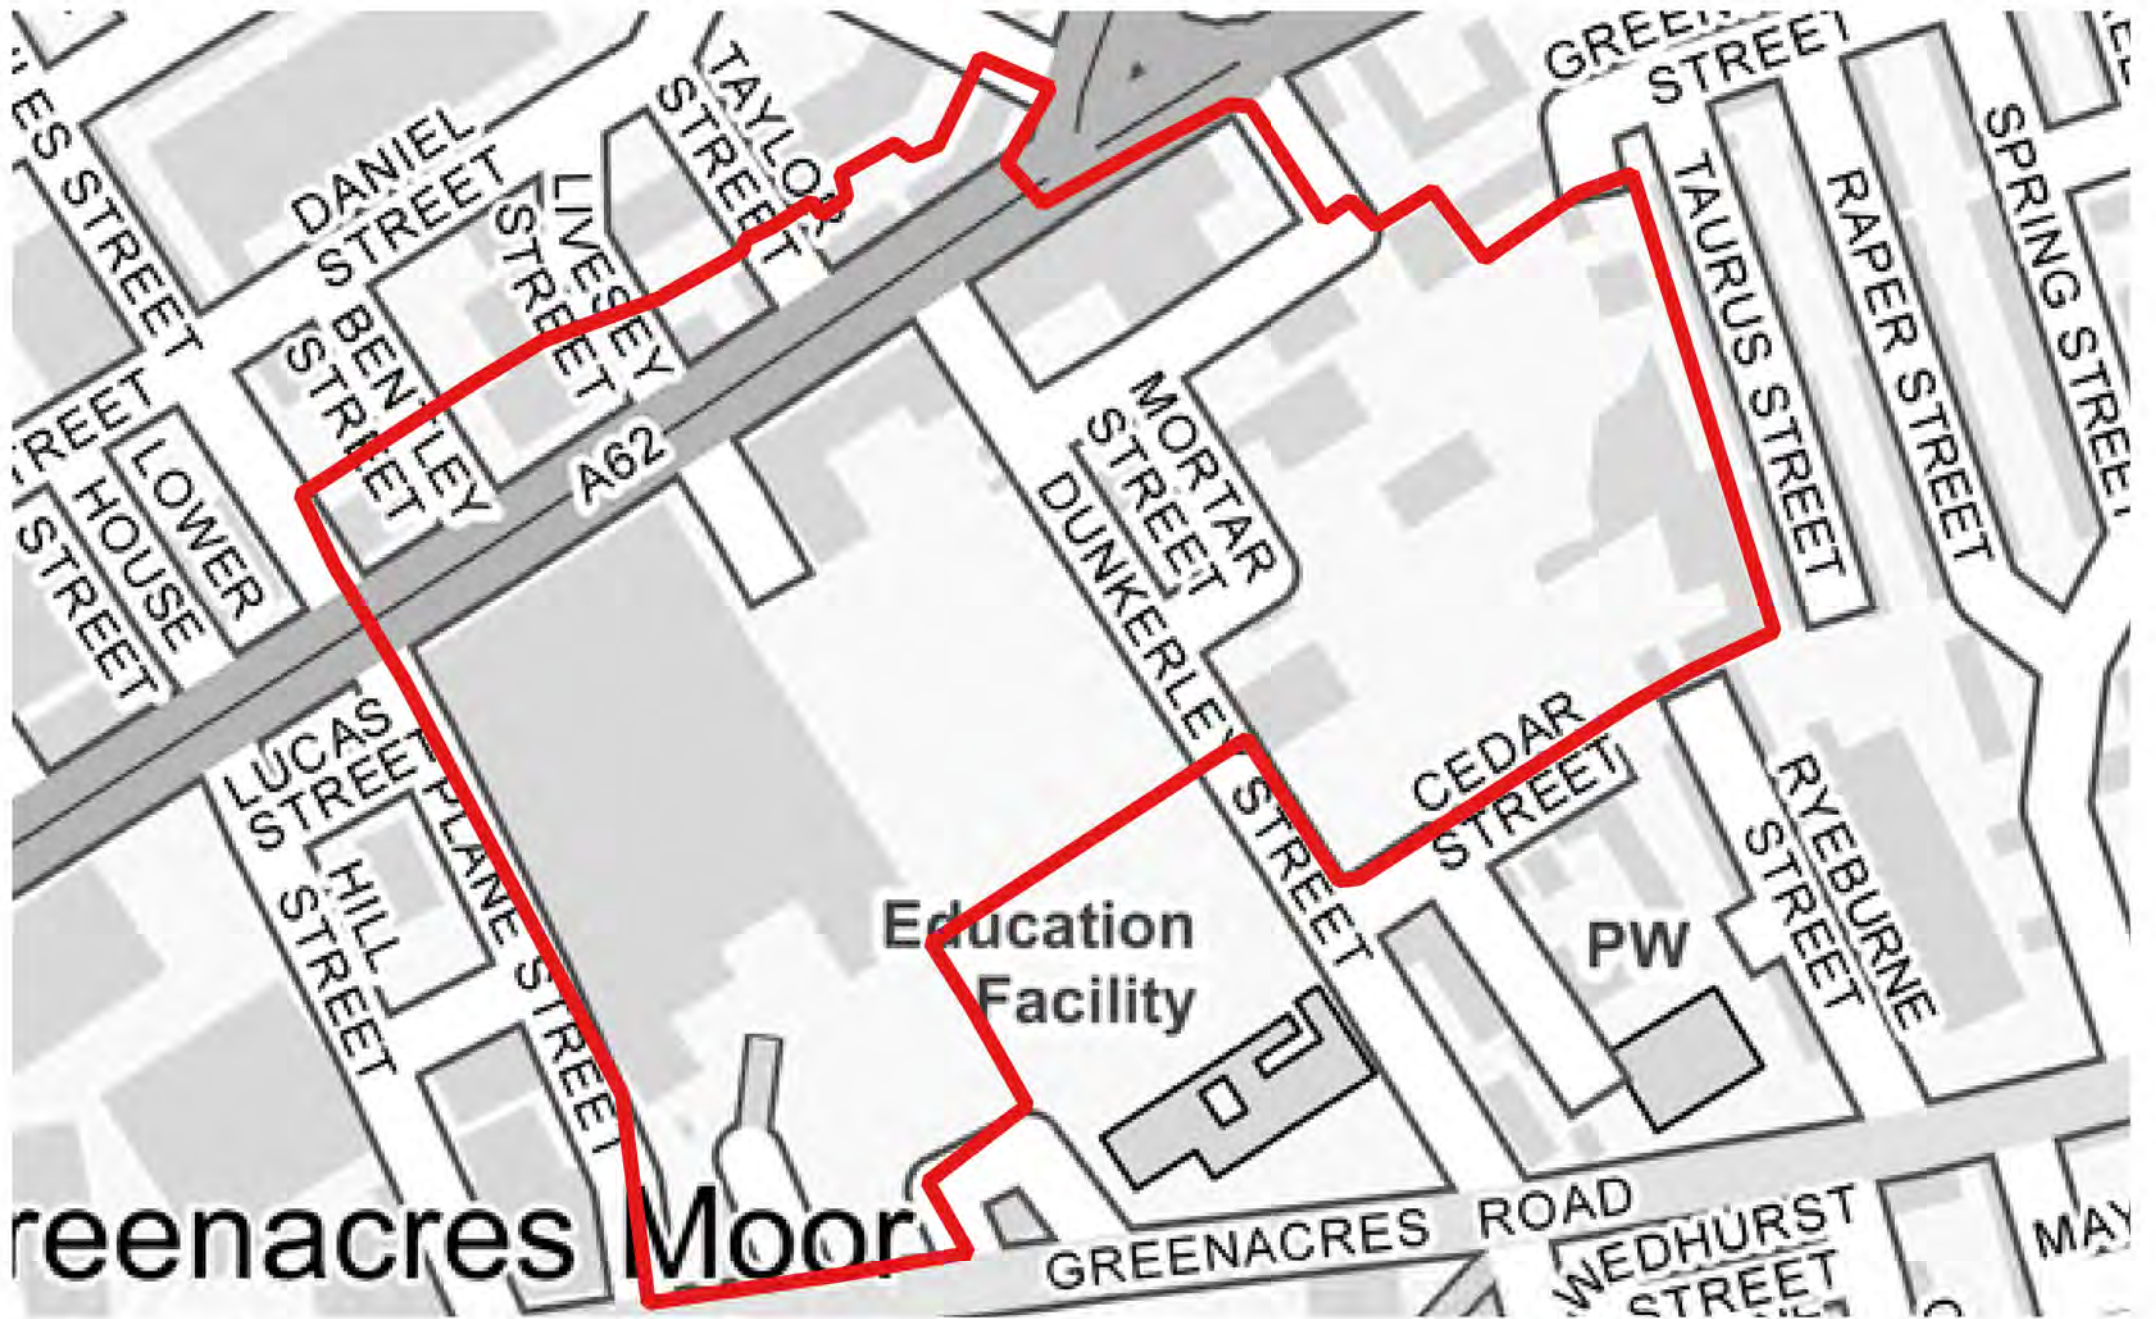 GREEN
STREET
TAYLOR
STREET
DANIEL
STREET
LIVESEY
STREET
BENTLEY
STREET
STREET
TREET
LOWER
HOUSE
STREET
A62
MORTAR
STREET
DUNKERLEY STREET
TAURUS STREET
RAPER STREET
SPRING STREET
LUCAS
STREET
PLANE STREET
HILL
STREET
CEDAR
STREET
RYEBURNE
STREET
Education
Facility
PW
reenacres Moor
GREENACRES ROAD
WEDHURST
STREET
MAY